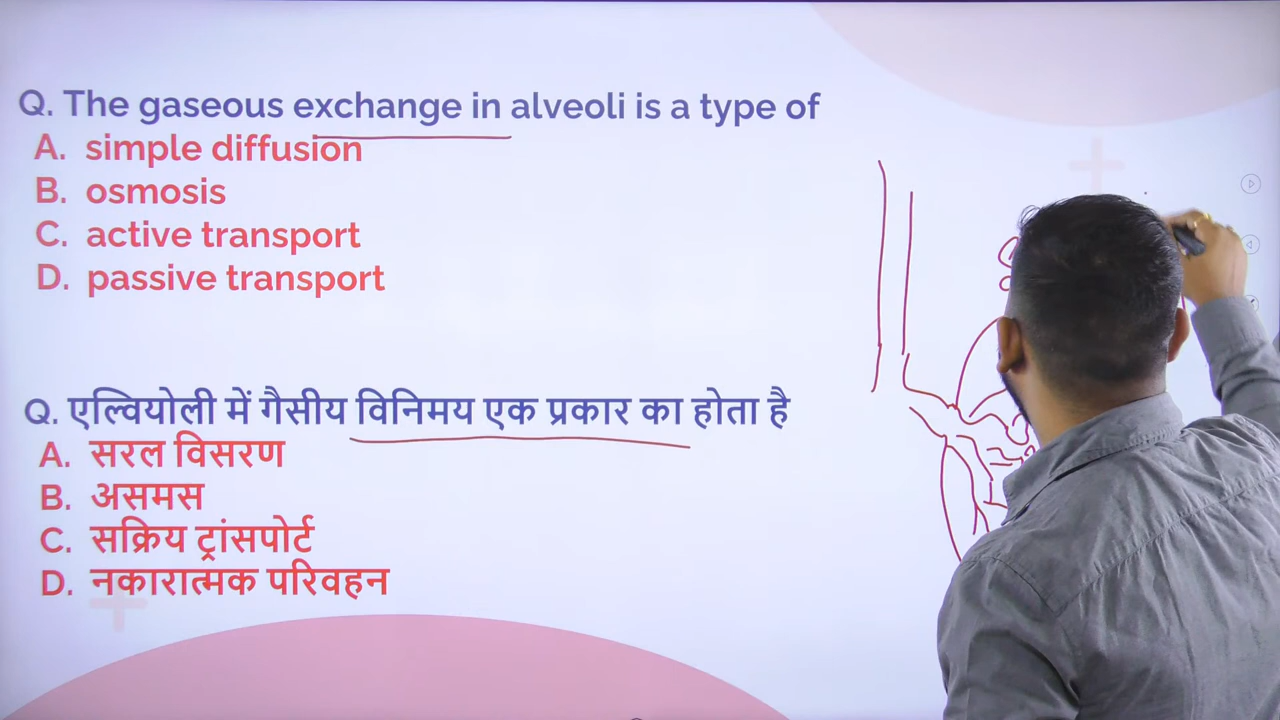 Q. The gaseous exchange in alveoli is a type of
A. simple diffusion
B. osmosis
C. active transport
D. passive transport
Q. एल्वियोली में गैसीय विनिमय एक प्रकार का होता है
A. सरल विसरण
B. असमस
C. सक्रिय ट्रांसपोर्ट
D. नकारात्मक परिवहन